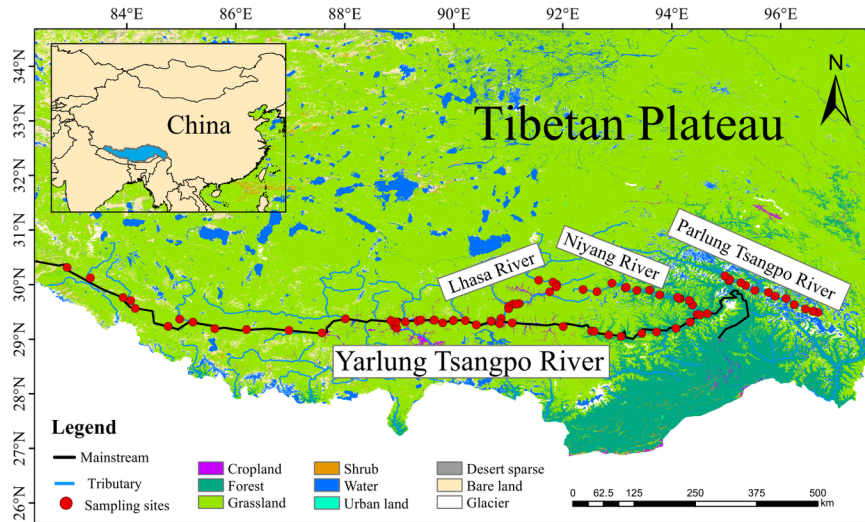 84°E 86°E 88°E 90°E 92°E 94°E 96°E
34°N
33°N
32°N
31°N
30°N
29°N
28°N
27°N
26°N
China
Tibetan Plateau
N
Lhasa River
Niyang River
Parlung Tsangpo River
Yarlung Tsangpo River
Legend
Mainstream
Tributary
Sampling sites
Cropland
Forest
Grassland
Shrub
Water
Urban land
Desert sparse
Bare land
Glacier
0 62.5 125 250 375 500
km